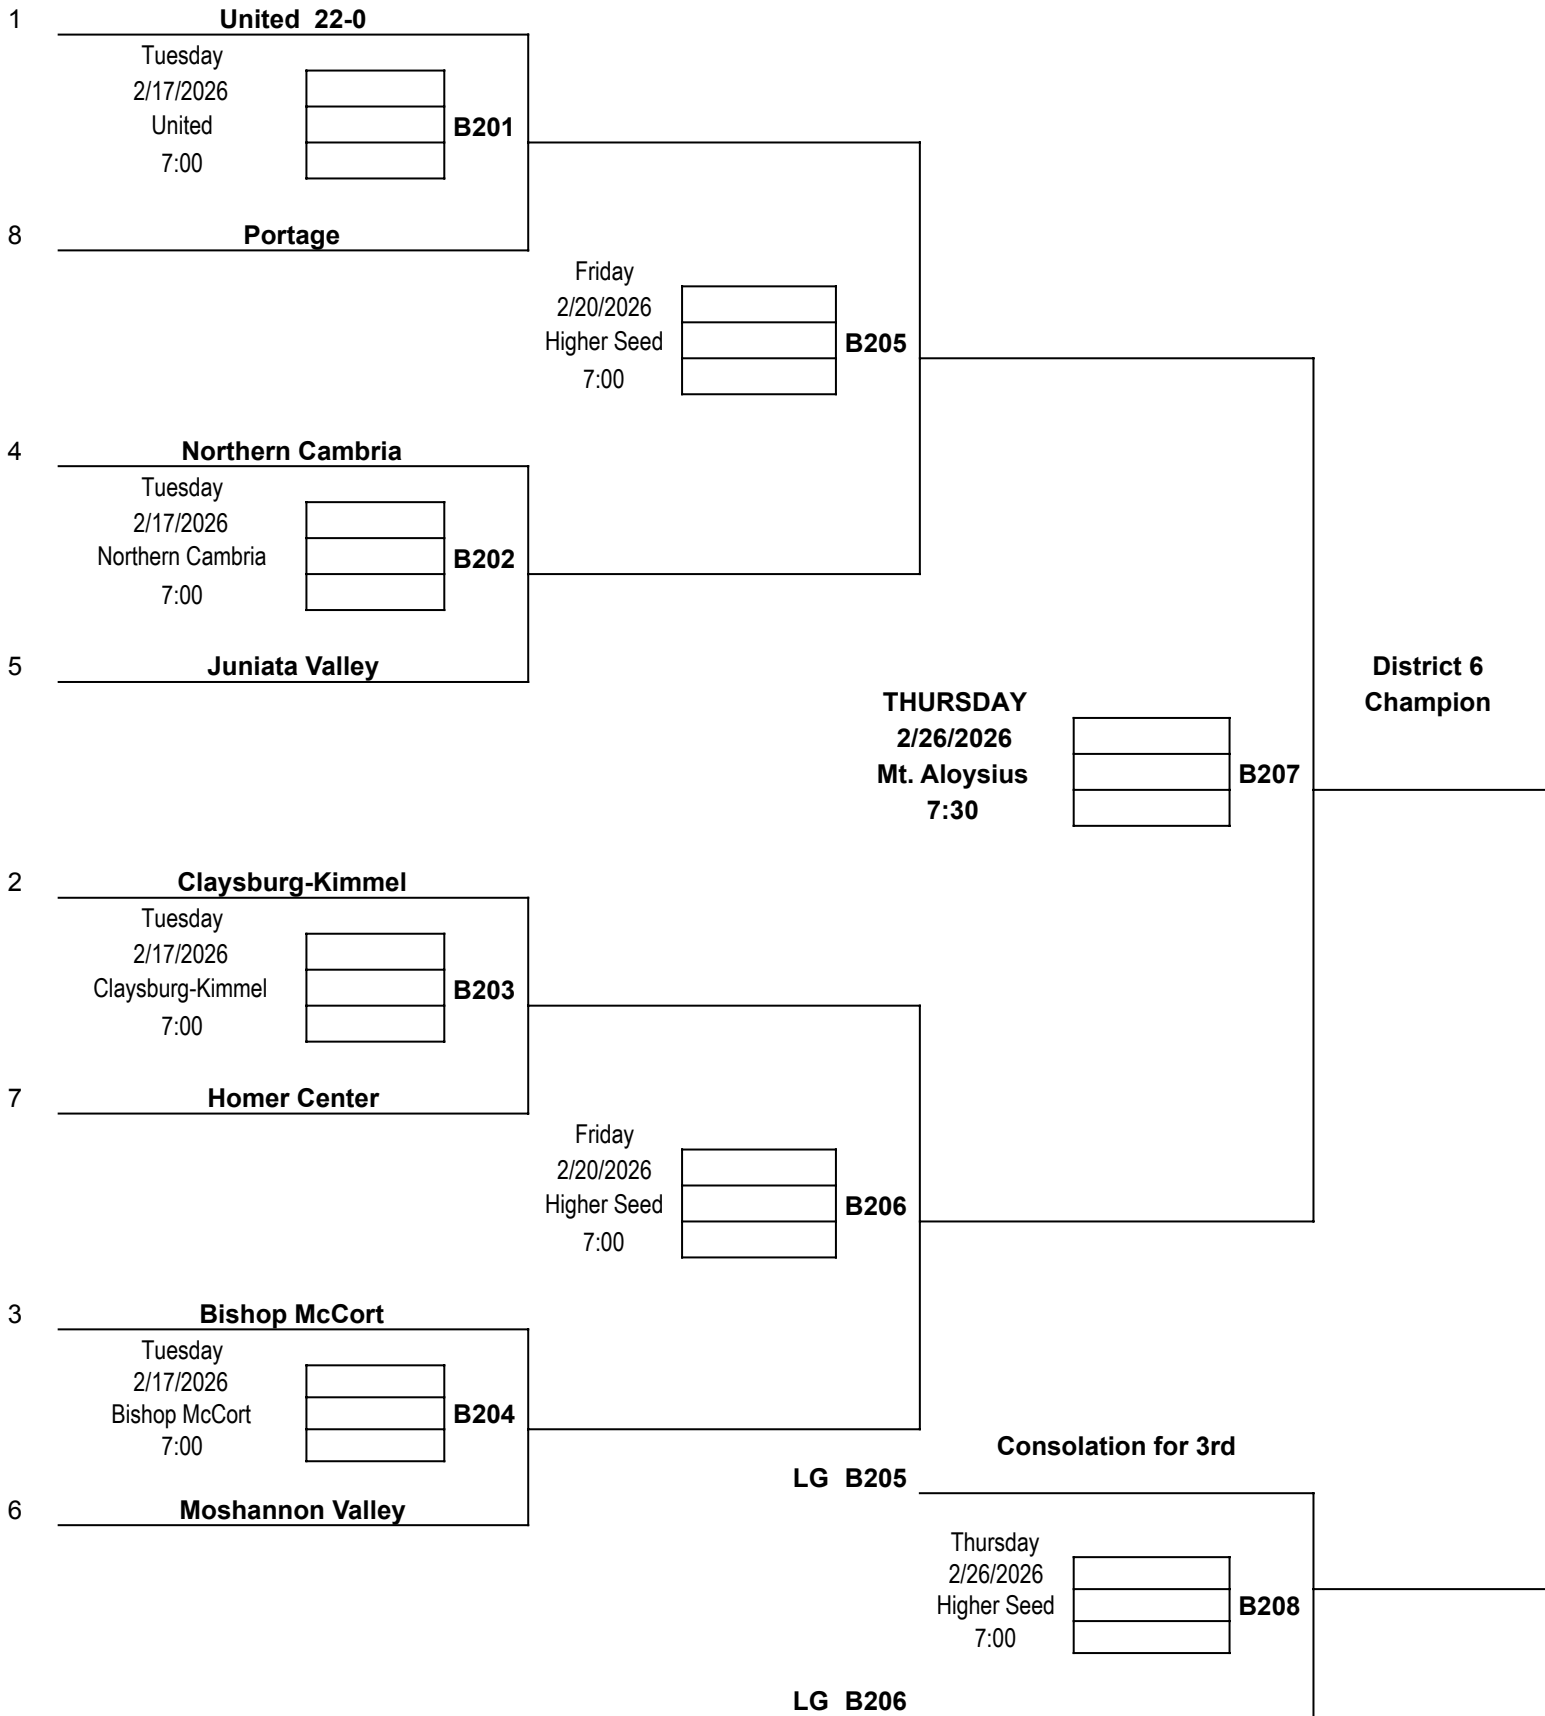 1 United 22-0
Tuesday
2/17/2026
United
B201
7:00
8 Portage
Friday
2/20/2026
Higher Seed
B205
7:00
4 Northern Cambria
Tuesday
2/17/2026
Northern Cambria
B202
7:00
5 Juniata Valley
District 6
Champion
THURSDAY
2/26/2026
Mt. Aloysius
B207
7:30
2 Claysburg-Kimmel
Tuesday
2/17/2026
Claysburg-Kimmel
B203
7:00
7 Homer Center
Friday
2/20/2026
Higher Seed
B206
7:00
3 Bishop McCort
Tuesday
2/17/2026
Bishop McCort
B204
7:00
6 Moshannon Valley
Consolation for 3rd
LG B205
Thursday
2/26/2026
Higher Seed
B208
7:00
LG B206